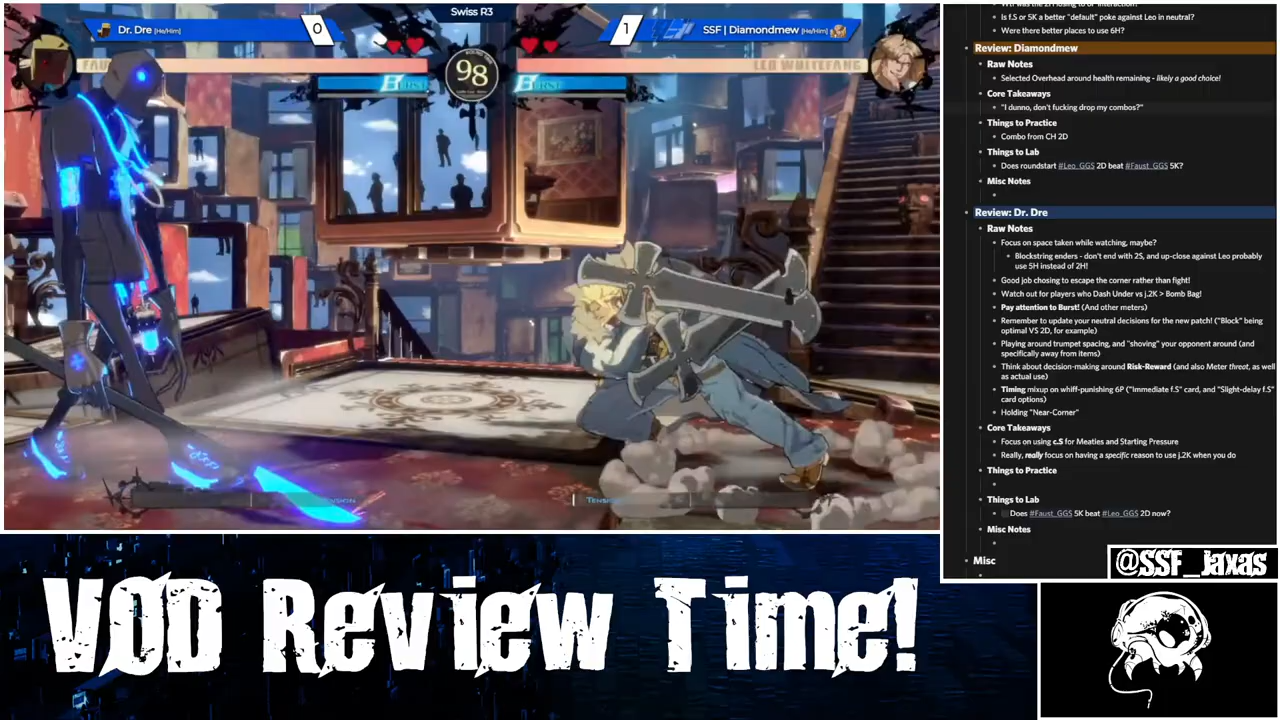 Swiss R3
Dr. Dre [He/Him]
0
1
SSF | Diamondmew [He/Him]
FAU
LEO WHITEFANG
98
BURST
BURST
TENSION
VOD Review Time!
Is f.S or 5K a better "default" poke against Leo in neutral?
Were there better places to use 6H?
Review: Diamondmew
Raw Notes
Selected Overhead around health remaining - likely a good choice!
Core Takeaways
"I dunno, don't fucking drop my combos?"
Things to Practice
Combo from CH 2D
Things to Lab
Does roundstart #Leo_GGS 2D beat #Faust_GGS 5K?
Misc Notes
Review: Dr. Dre
Raw Notes
Focus on space taken while watching, maybe?
Blockstring enders - don't end with 2S, and up-close against Leo probably
use 5H instead of 2H!
Good job chosing to escape the corner rather than fight!
Watch out for players who Dash Under vs j.2K > Bomb Bag!
Pay attention to Burst! (And other meters)
Remember to update your neutral decisions for the new patch! ("Block" being
optimal VS 2D, for example)
Playing around trumpet spacing, and "shoving" your opponent around (and
specifically away from items)
Think about decision-making around Risk-Reward (and also Meter threat, as well
as actual use)
Timing mixup on whiff-punishing 6P ("Immediate f.S" card, and "Slight-delay f.S"
card options)
Holding "Near-Corner"
Core Takeaways
Focus on using c.S for Meaties and Starting Pressure
Really, really focus on having a specific reason to use j.2K when you do
Things to Practice
Things to Lab
Does #Faust_GGS 5K beat #Leo_GGS 2D now?
Misc Notes
Misc
@SSF_Jaxas